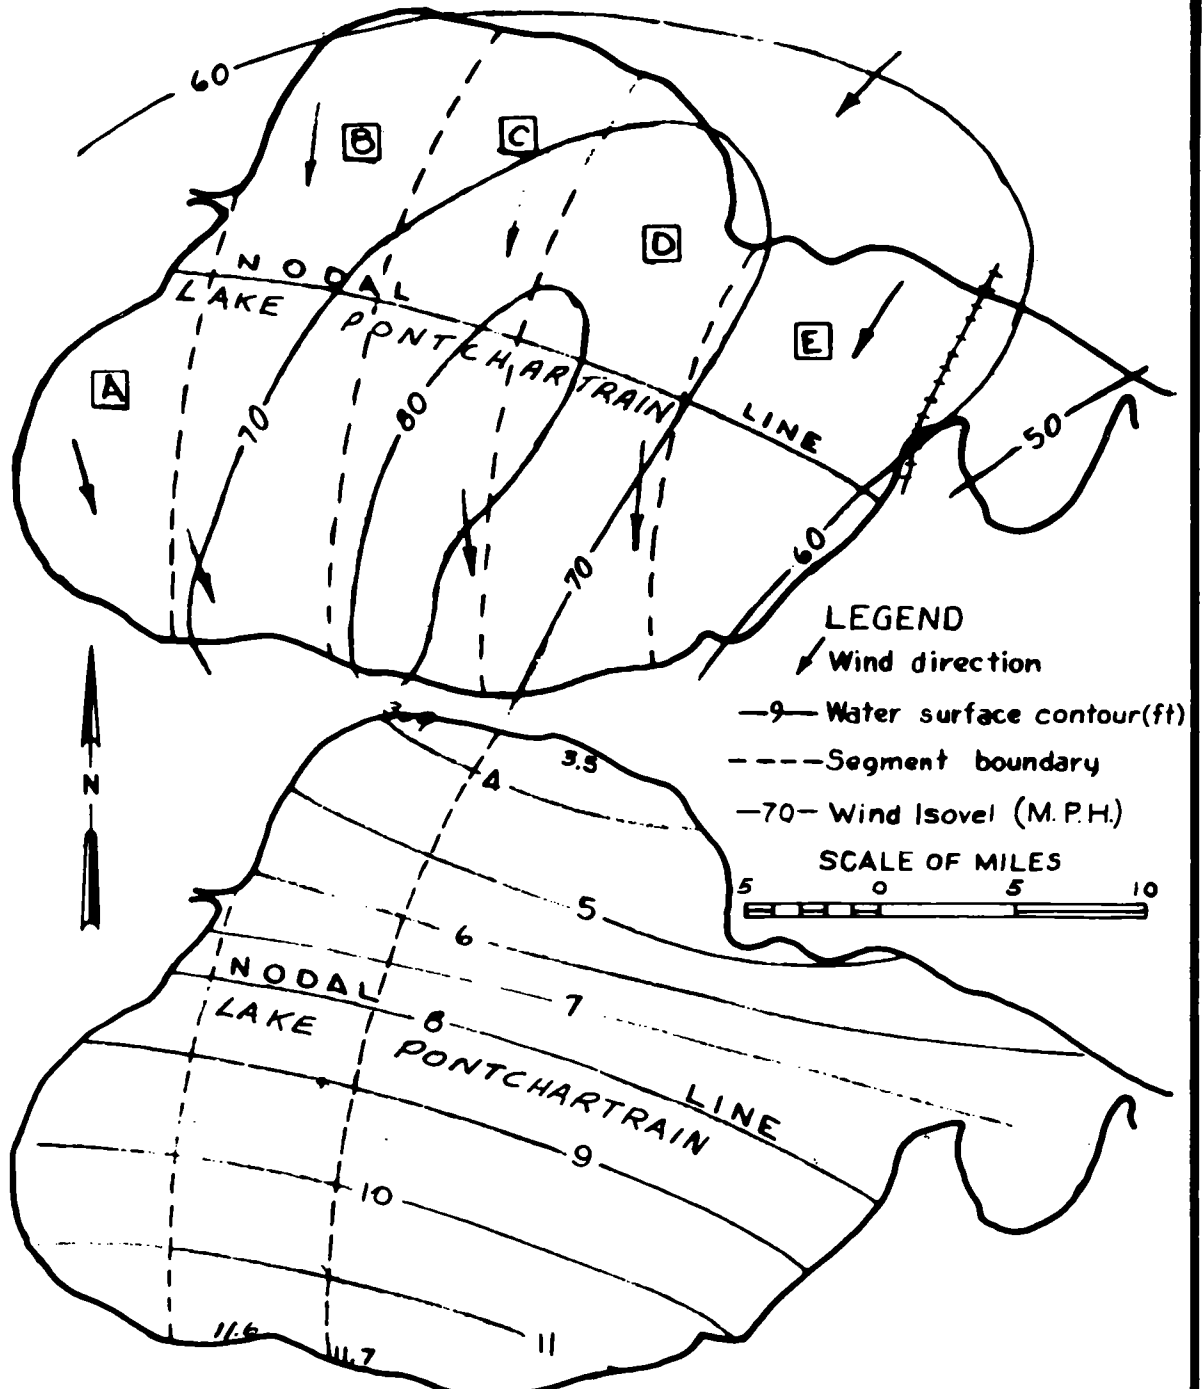 60
B
C
D
NODAL
LAKE
PONTCHARTRAIN
E
A
70
80
LINE
50
60
70
LEGEND
Wind direction
—9— Water surface contour(ft)
----Segment boundary
—70— Wind Isovel (M.P.H.)
SCALE OF MILES
5 0 5 10
N
3.5
4
5
6
NODAL
7
LAKE
8
PONTCHARTRAIN
LINE
9
10
11.6
11
11.7